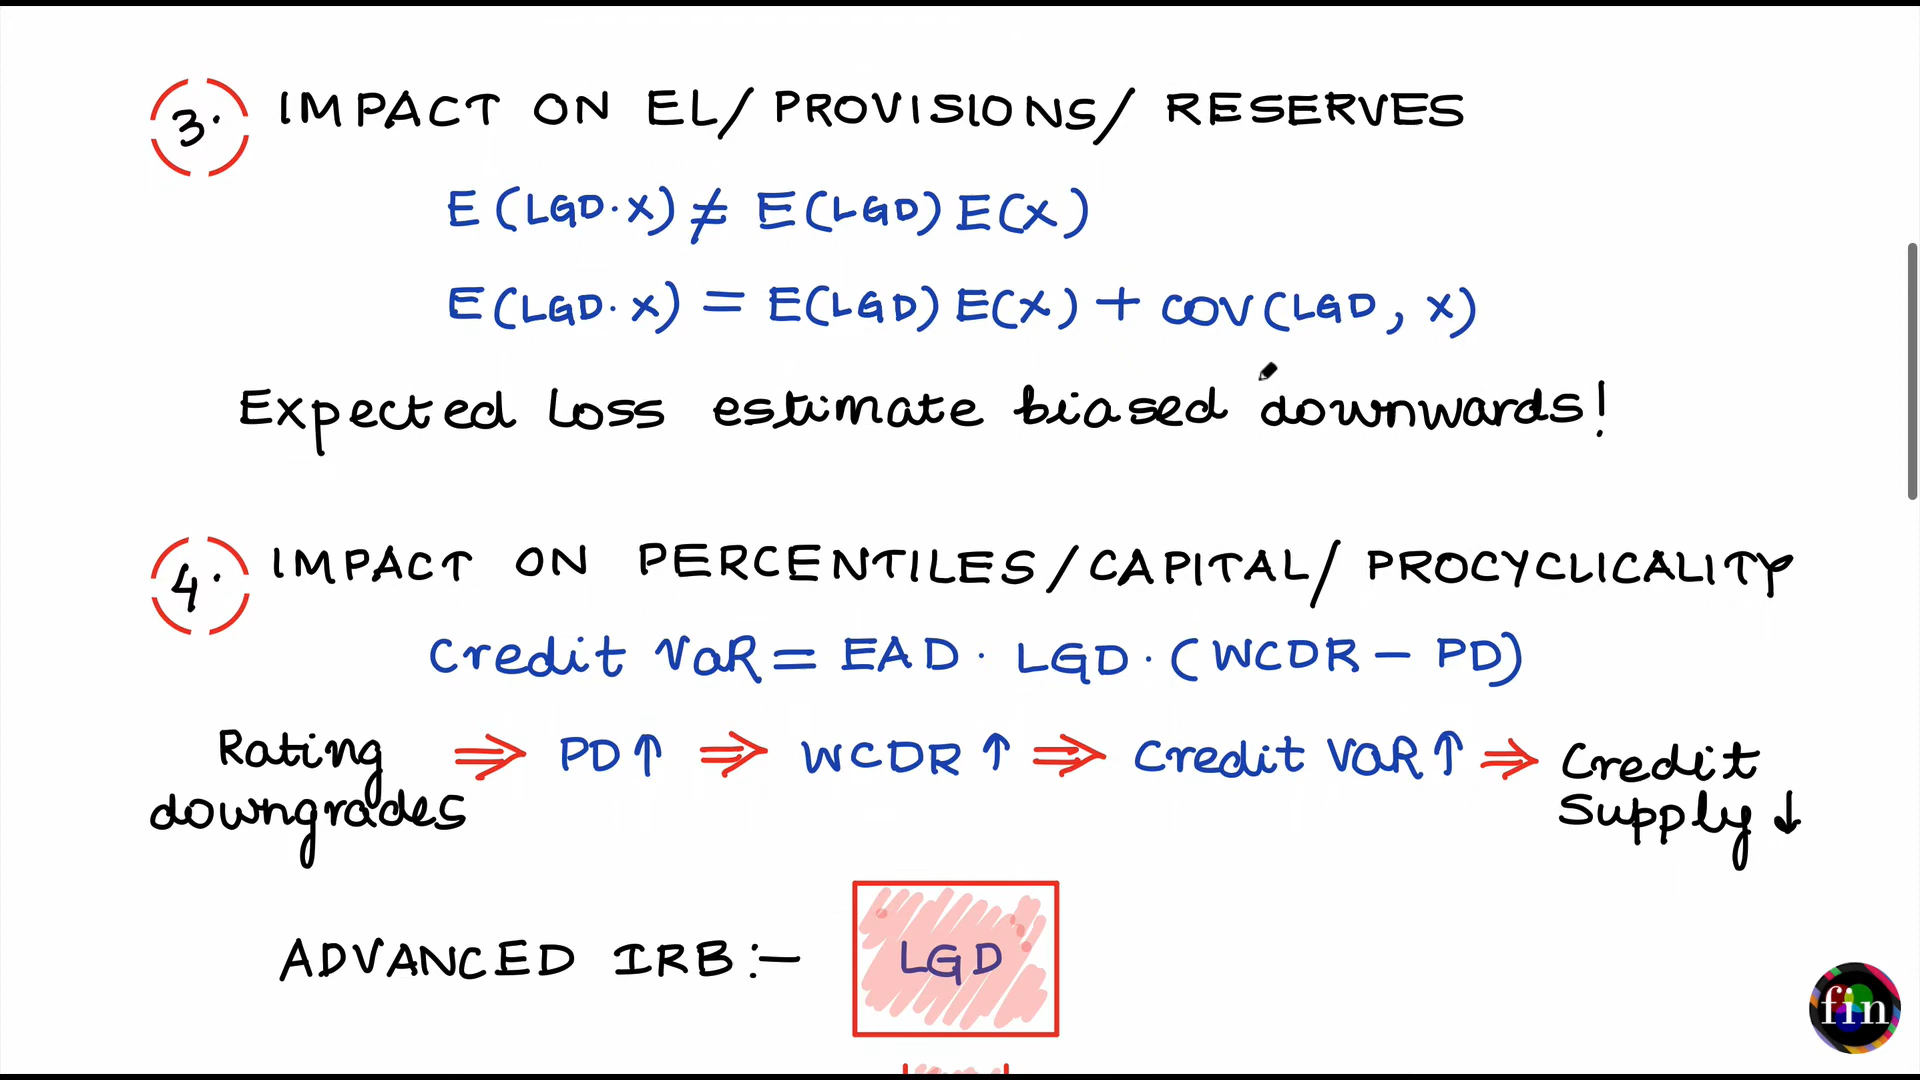 3. IMPACT ON EL/ PROVISIONS/ RESERVES
E(LGD·X) ≠ E(LGD) E(X)
E(LGD·X) = E(LGD) E(X) + COV(LGD, X)
Expected Loss estimate biased downwards!
4. IMPACT ON PERCENTILES/CAPITAL/ PROCYCLICALITY
Credit VaR = EAD · LGD · (WCDR – PD)
Rating downgrades ⇒ PD↑ ⇒ WCDR↑ ⇒ Credit VaR↑ ⇒ Credit Supply↓
ADVANCED IRB:– LGD
fin